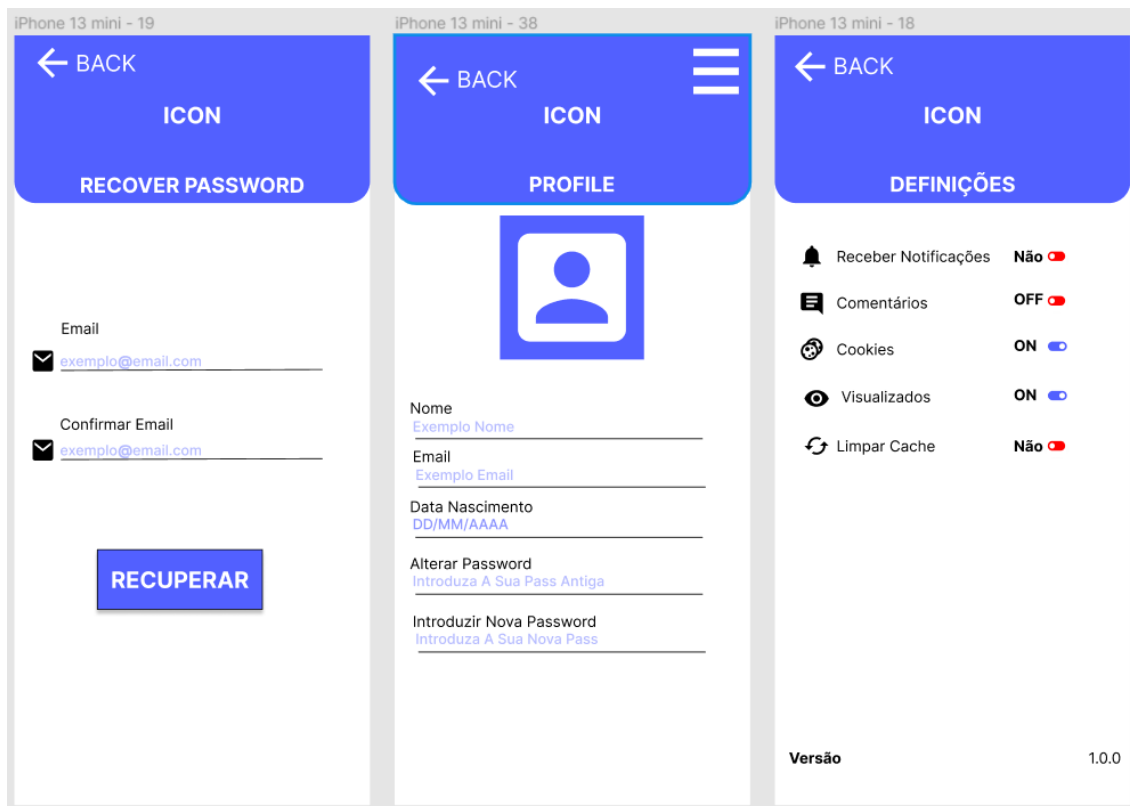 iPhone 13 mini - 19
BACK
ICON
RECOVER PASSWORD
Email
exemplo@email.com
Confirmar Email
exemplo@email.com
RECUPERAR
iPhone 13 mini - 38
BACK
ICON
PROFILE
Nome
Exemplo Nome
Email
Exemplo Email
Data Nascimento
DD/MM/AAAA
Alterar Password
Introduza A Sua Pass Antiga
Introduzir Nova Password
Introduza A Sua Nova Pass
iPhone 13 mini - 18
BACK
ICON
DEFINIÇÕES
Receber Notificações Não
Comentários OFF
Cookies ON
Visualizados ON
Limpar Cache Não
Versão 1.0.0